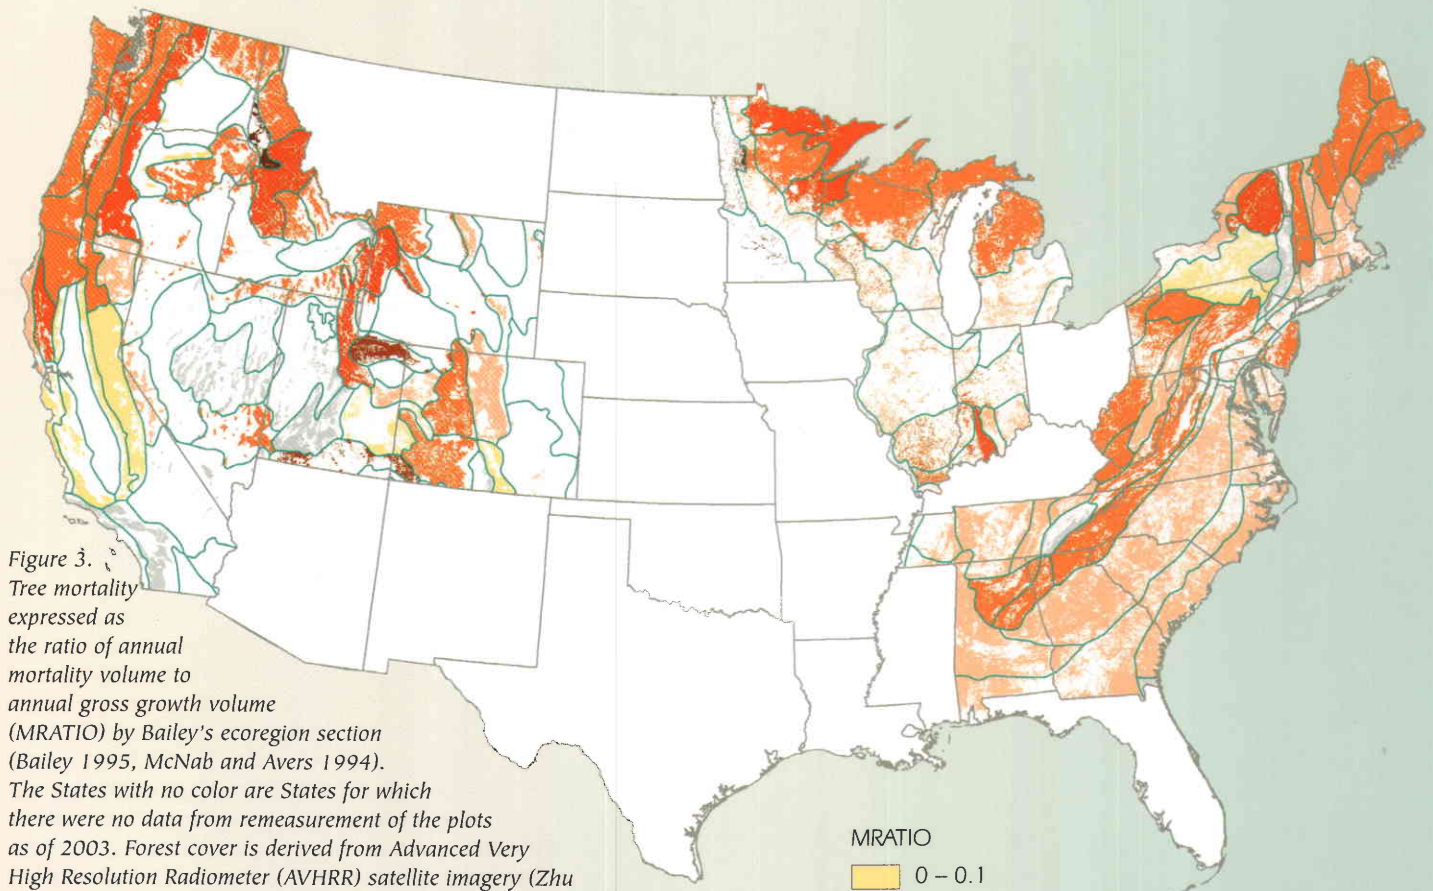 Figure 3.
Tree mortality
expressed as
the ratio of annual
mortality volume to
annual gross growth volume
(MRATIO) by Bailey's ecoregion section
(Bailey 1995, McNab and Avers 1994).
The States with no color are States for which
there were no data from remeasurement of the plots
as of 2003. Forest cover is derived from Advanced Very
High Resolution Radiometer (AVHRR) satellite imagery (Zhu
MRATIO
0 – 0.1